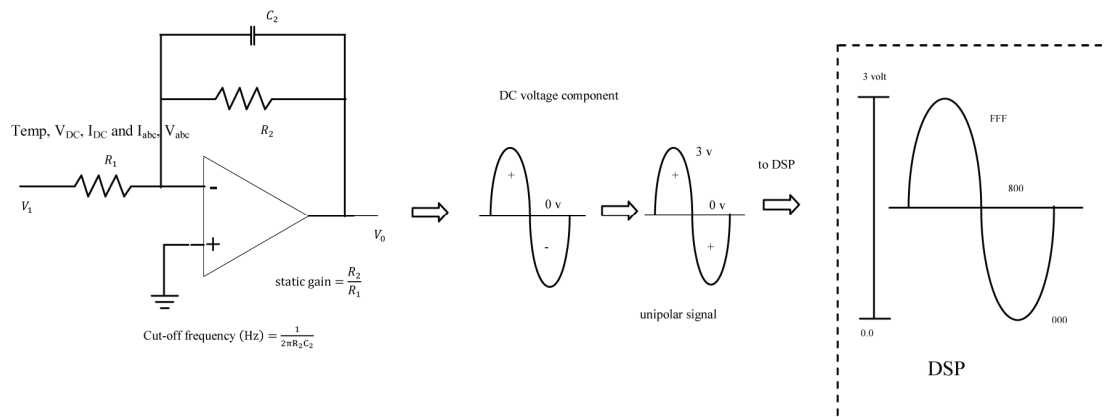 C₂
R₂
Temp, V_DC, I_DC and I_abc, V_abc
R₁
-
V₁
+
V₀
static gain = R₂/R₁
Cut-off frequency (Hz) = 1/2πR₂C₂
DC voltage component
+
0 v
-
3 v
+
0 v
+
unipolar signal
to DSP
3 volt
FFF
800
0.0
000
DSP